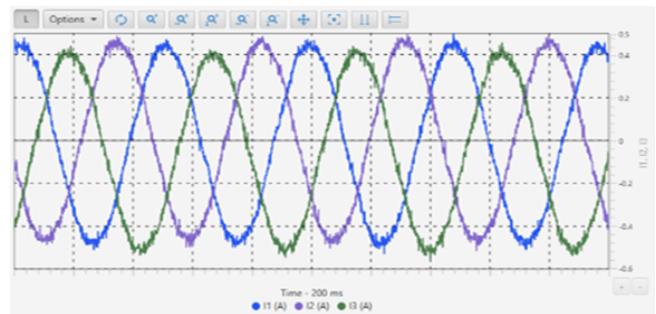 L Options
0.5
0.4
0.2
0
-0.2
-0.4
-0.6
I1, I2, I3
Time - 200 ms
I1 (A) I2 (A) I3 (A)